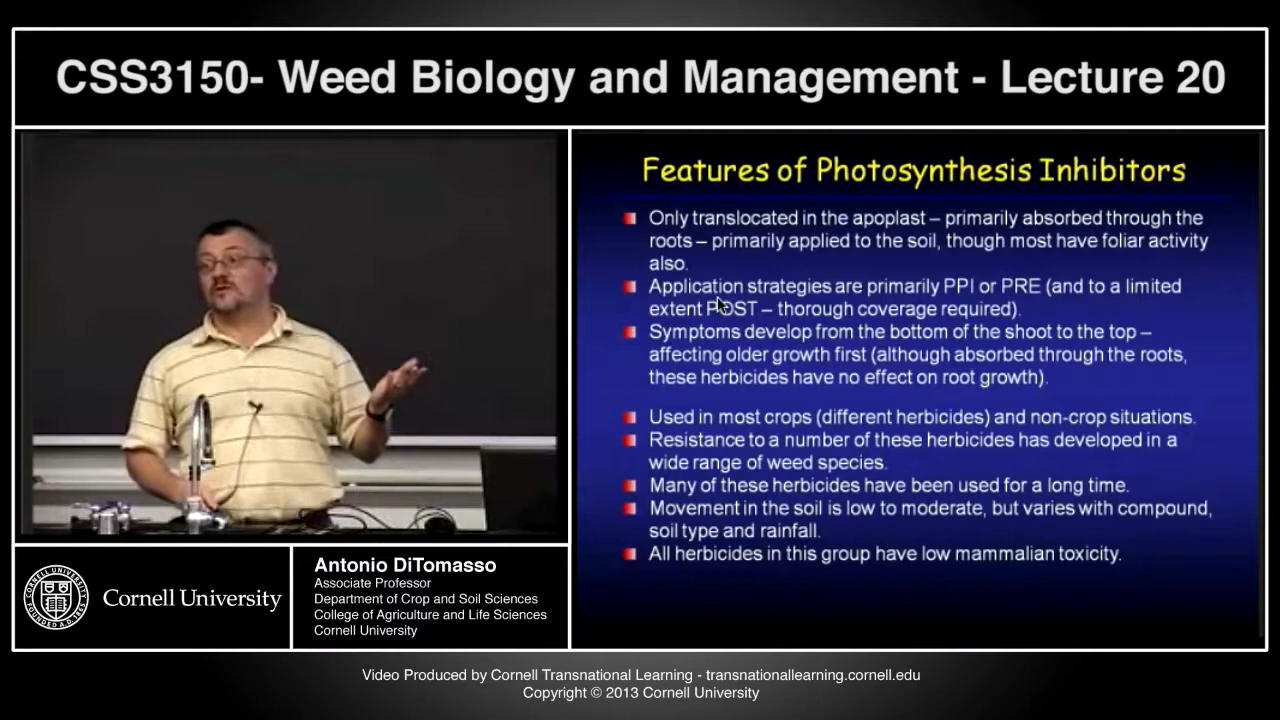 CSS3150- Weed Biology and Management - Lecture 20
Features of Photosynthesis Inhibitors
Only translocated in the apoplast – primarily absorbed through the
roots – primarily applied to the soil, though most have foliar activity
also.
Application strategies are primarily PPI or PRE (and to a limited
extent POST – thorough coverage required).
Symptoms develop from the bottom of the shoot to the top –
affecting older growth first (although absorbed through the roots,
these herbicides have no effect on root growth).
Used in most crops (different herbicides) and non-crop situations.
Resistance to a number of these herbicides has developed in a
wide range of weed species.
Many of these herbicides have been used for a long time.
Movement in the soil is low to moderate, but varies with compound,
soil type and rainfall.
All herbicides in this group have low mammalian toxicity.
Cornell University
Antonio DiTomasso
Associate Professor
Department of Crop and Soil Sciences
College of Agriculture and Life Sciences
Cornell University
Video Produced by Cornell Transnational Learning - transnationallearning.cornell.edu
Copyright © 2013 Cornell University